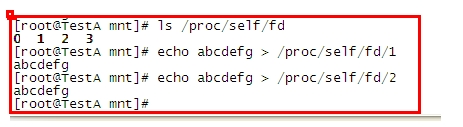 [root@TestA mnt]# ls /proc/self/fd
0  1  2  3
[root@TestA mnt]# echo abcdefg > /proc/self/fd/1
abcdefg
[root@TestA mnt]# echo abcdefg > /proc/self/fd/2
abcdefg
[root@TestA mnt]#